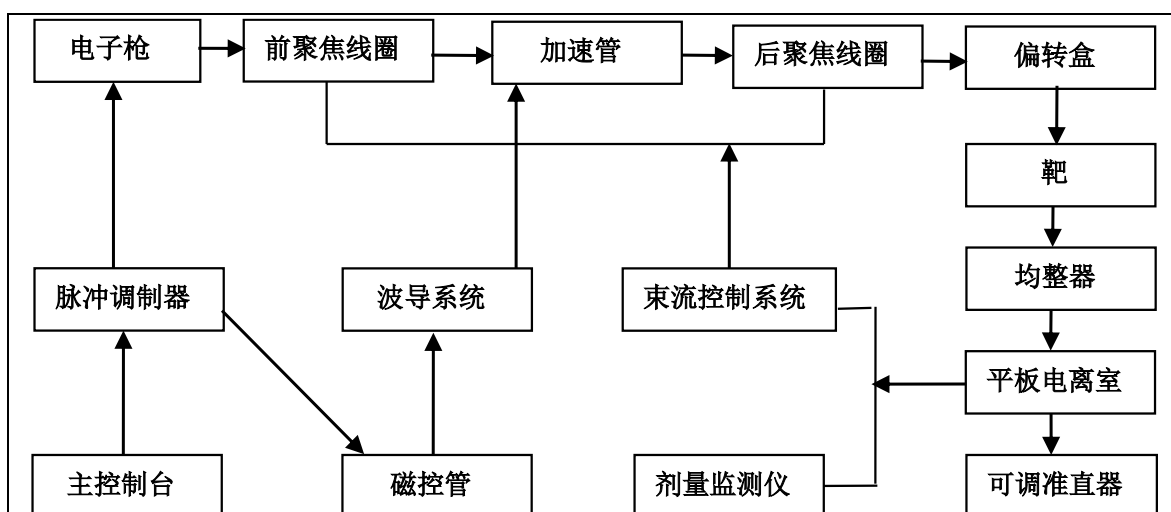 电子枪
前聚焦线圈
加速管
后聚焦线圈
偏转盒
靶
均整器
脉冲调制器
波导系统
束流控制系统
平板电离室
主控制台
磁控管
剂量监测仪
可调准直器